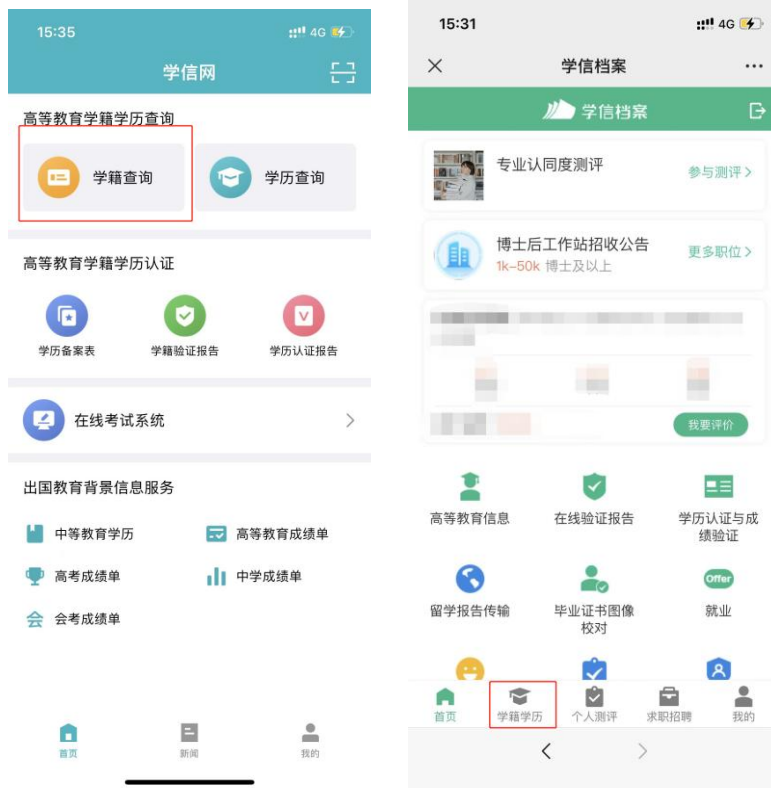 15:35
4G
学信网
高等教育学籍学历查询
学籍查询
学历查询
高等教育学籍学历认证
学历备案表
学籍验证报告
学历认证报告
在线考试系统
出国教育背景信息服务
中等教育学历
高等教育成绩单
高考成绩单
中学成绩单
会考成绩单
首页
新闻
我的
15:31
4G
学信档案
学信档案
专业认同度测评
参与测评
博士后工作站招收公告
更多职位
1k–50k 博士及以上
我要评价
高等教育信息
在线验证报告
学历认证与成
绩验证
留学报告传输
毕业证书图像
校对
Offer
就业
首页
学籍学历
个人测评
求职招聘
我的